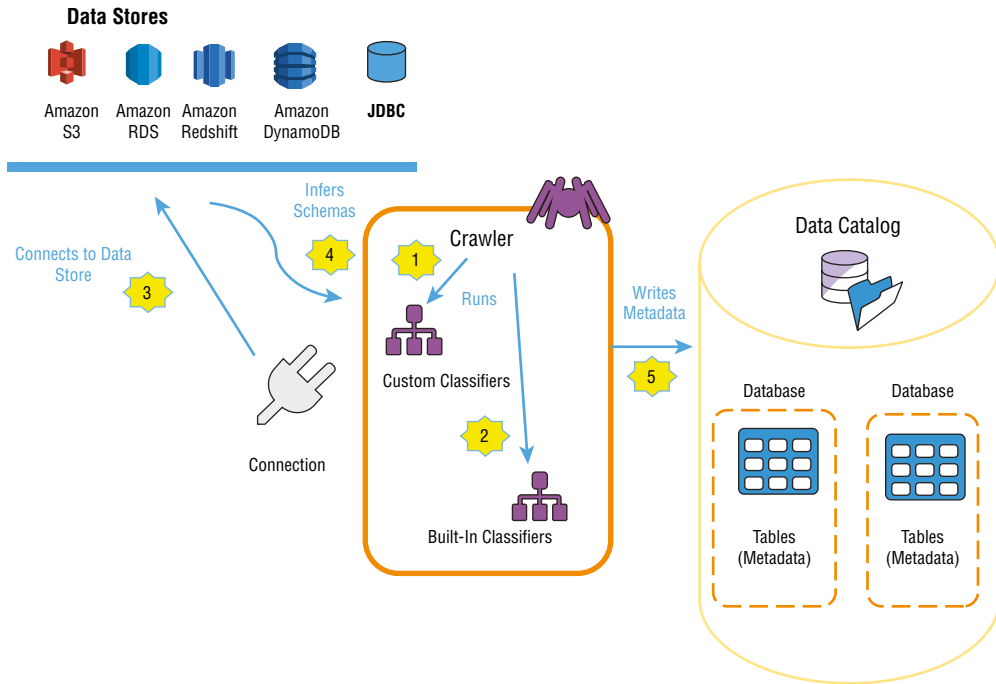 Data Stores
Amazon
S3
Amazon
RDS
Amazon
Redshift
Amazon
DynamoDB
JDBC
Infers
Schemas
4
Connects to Data
Store
3
Connection
Crawler
1
Runs
Custom Classifiers
2
Built-In Classifiers
Writes
Metadata
5
Data Catalog
Database
Tables
(Metadata)
Database
Tables
(Metadata)